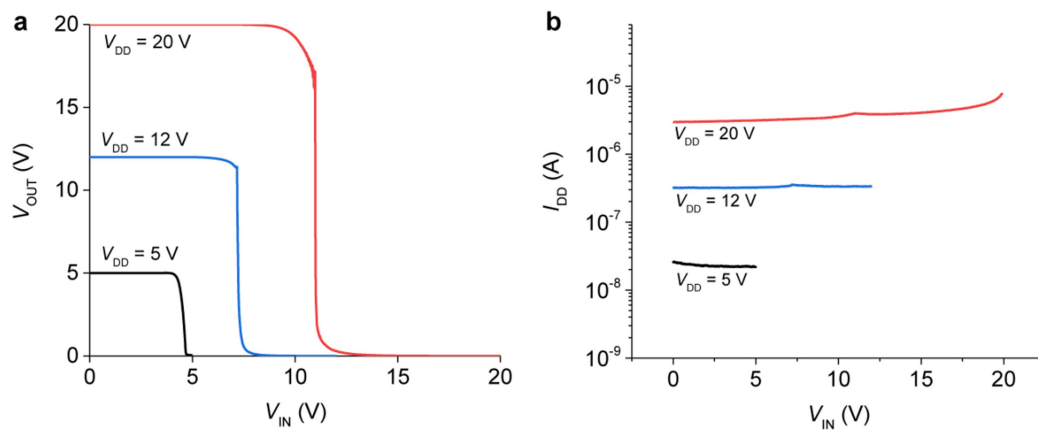 a
20
15
10
5
0
V_OUT (V)
V_DD = 20 V
V_DD = 12 V
V_DD = 5 V
0 5 10 15 20
V_IN (V)
b
10^-5
10^-6
10^-7
10^-8
10^-9
I_DD (A)
V_DD = 20 V
V_DD = 12 V
V_DD = 5 V
0 5 10 15 20
V_IN (V)